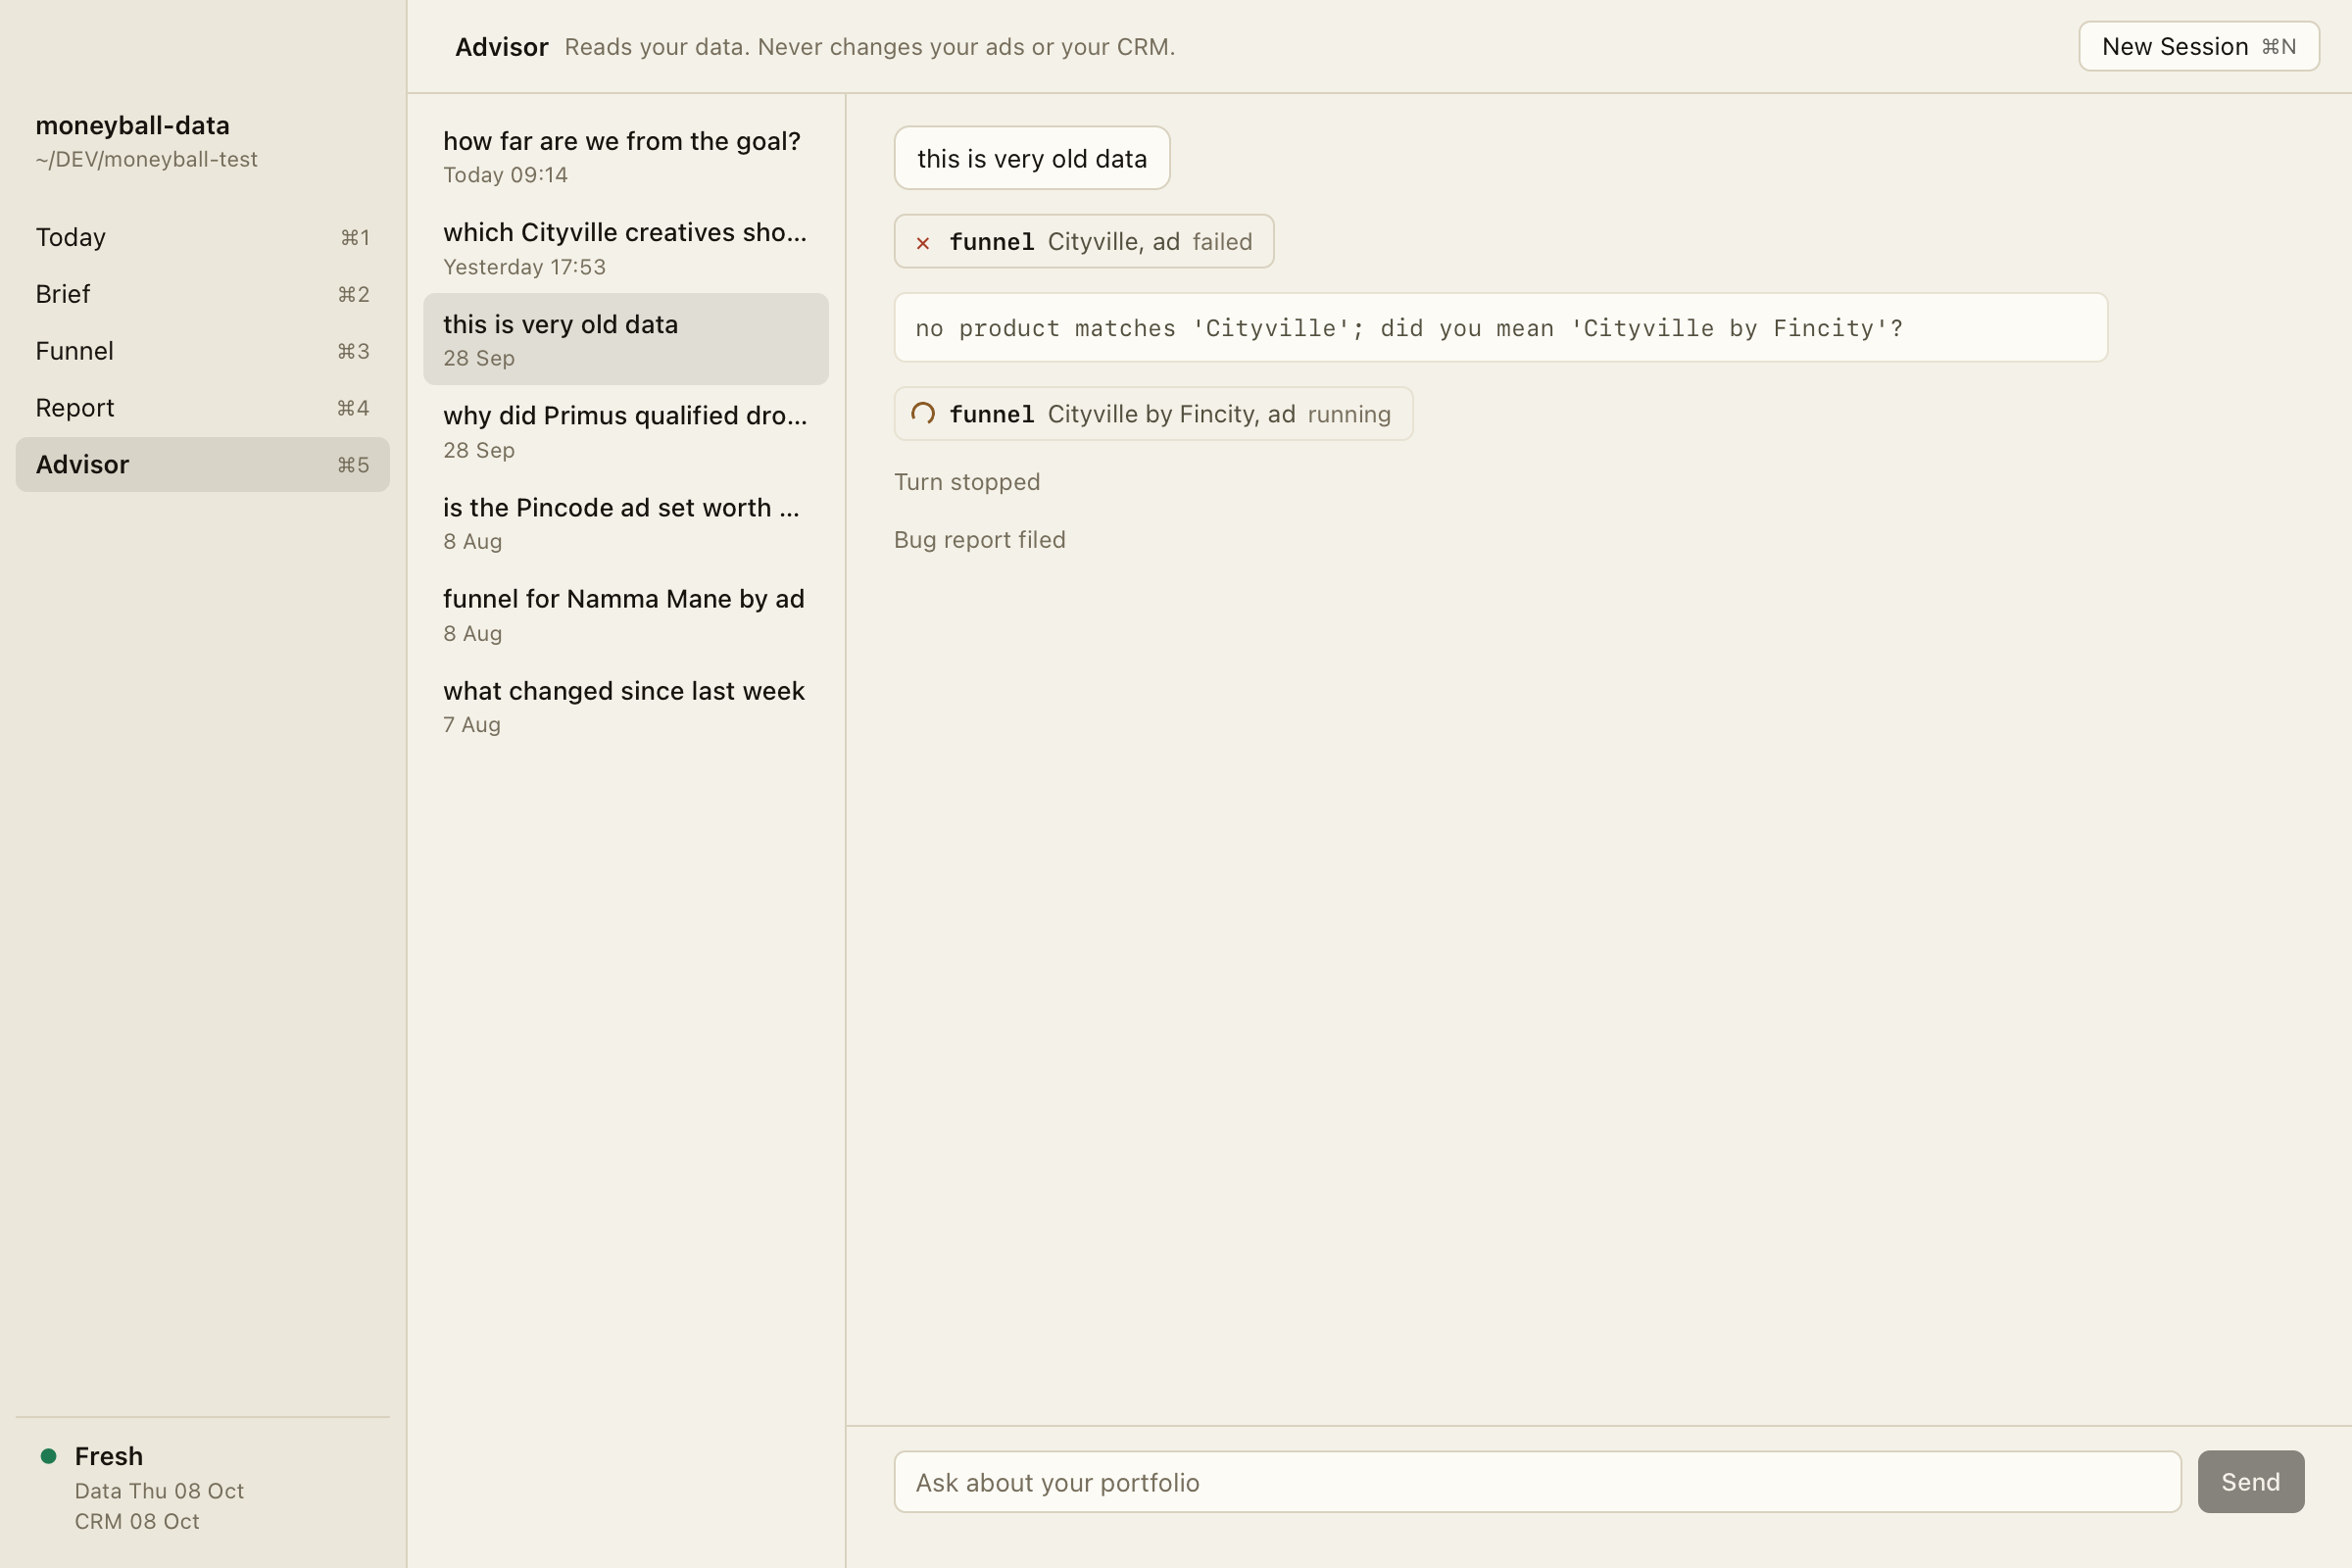 Advisor Reads your data. Never changes your ads or your CRM.
New Session ⌘N
moneyball-data
~/DEV/moneyball-test
Today ⌘1
Brief ⌘2
Funnel ⌘3
Report ⌘4
Advisor ⌘5
how far are we from the goal?
Today 09:14
which Cityville creatives sho...
Yesterday 17:53
this is very old data
28 Sep
why did Primus qualified dro...
28 Sep
is the Pincode ad set worth ...
8 Aug
funnel for Namma Mane by ad
8 Aug
what changed since last week
7 Aug
this is very old data
× funnel Cityville, ad failed
no product matches 'Cityville'; did you mean 'Cityville by Fincity'?
funnel Cityville by Fincity, ad running
Turn stopped
Bug report filed
Fresh
Data Thu 08 Oct
CRM 08 Oct
Ask about your portfolio
Send